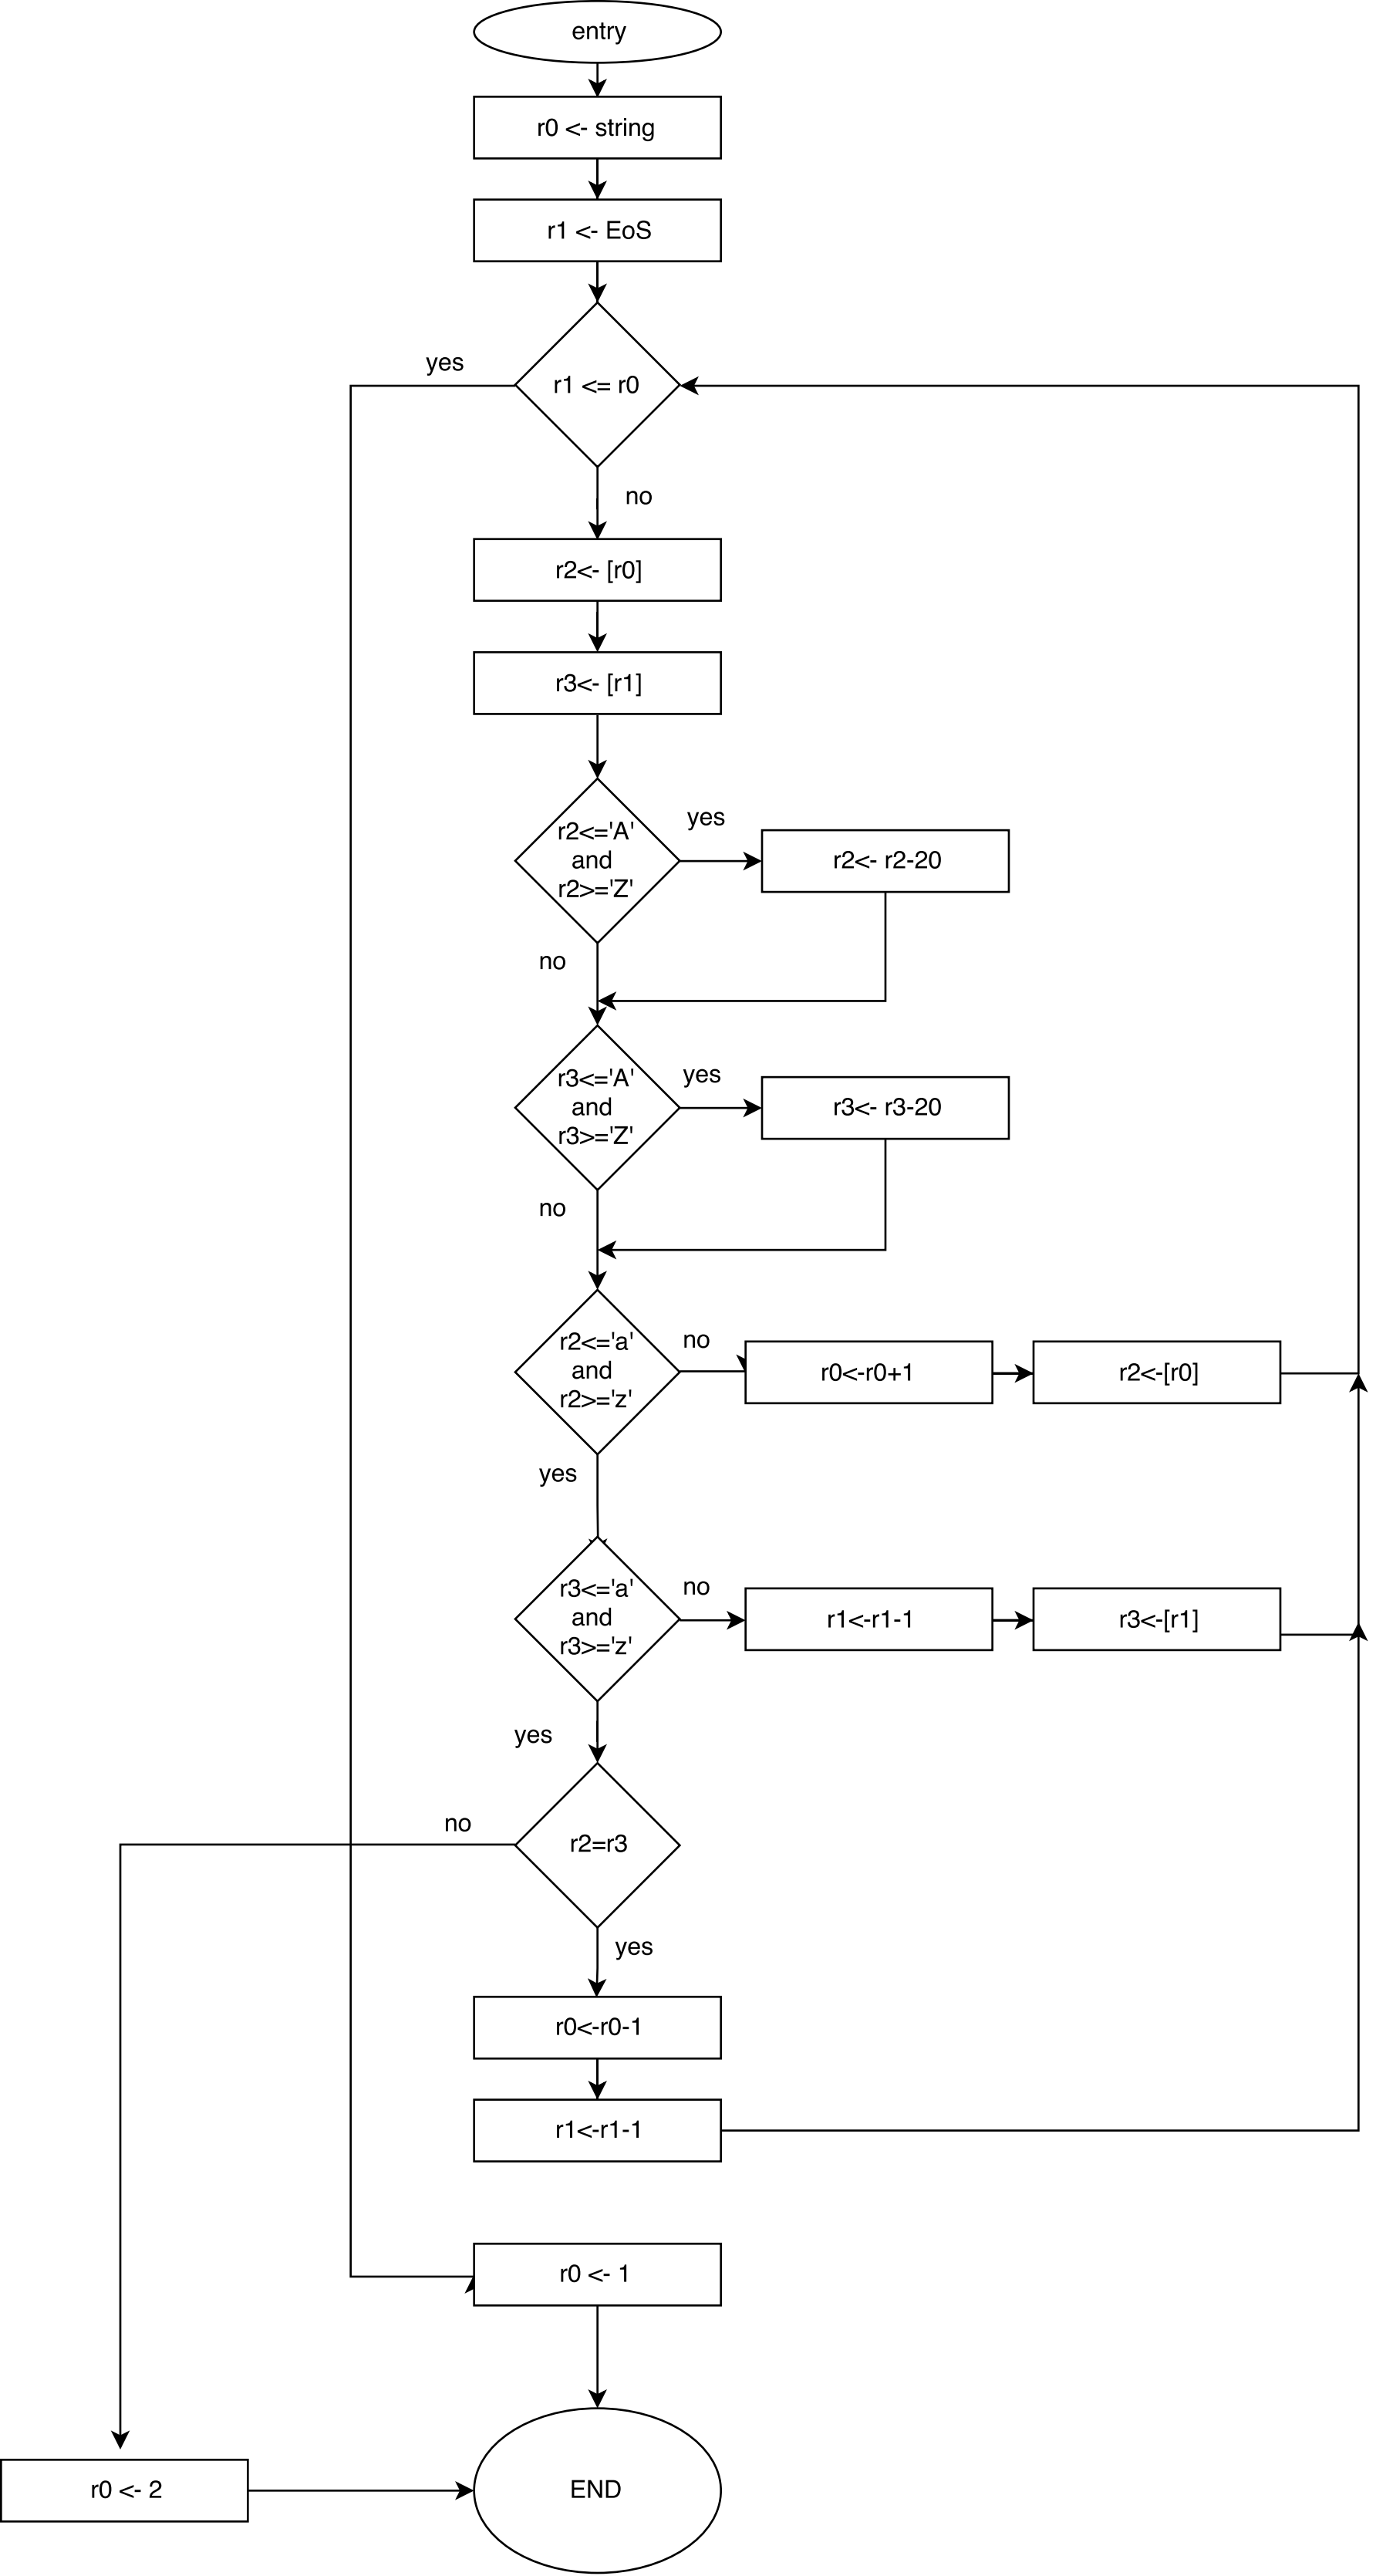 entry
r0 <- string
r1 <- EoS
yes
r1 <= r0
no
r2<- [r0]
r3<- [r1]
r2<='A'
and
r2>='Z'
yes
r2<- r2-20
no
r3<='A'
and
r3>='Z'
yes
r3<- r3-20
no
r2<='a'
and
r2>='z'
no
r0<-r0+1
r2<-[r0]
yes
r3<='a'
and
r3>='z'
no
r1<-r1-1
r3<-[r1]
yes
no
r2=r3
yes
r0<-r0-1
r1<-r1-1
r0 <- 1
r0 <- 2
END